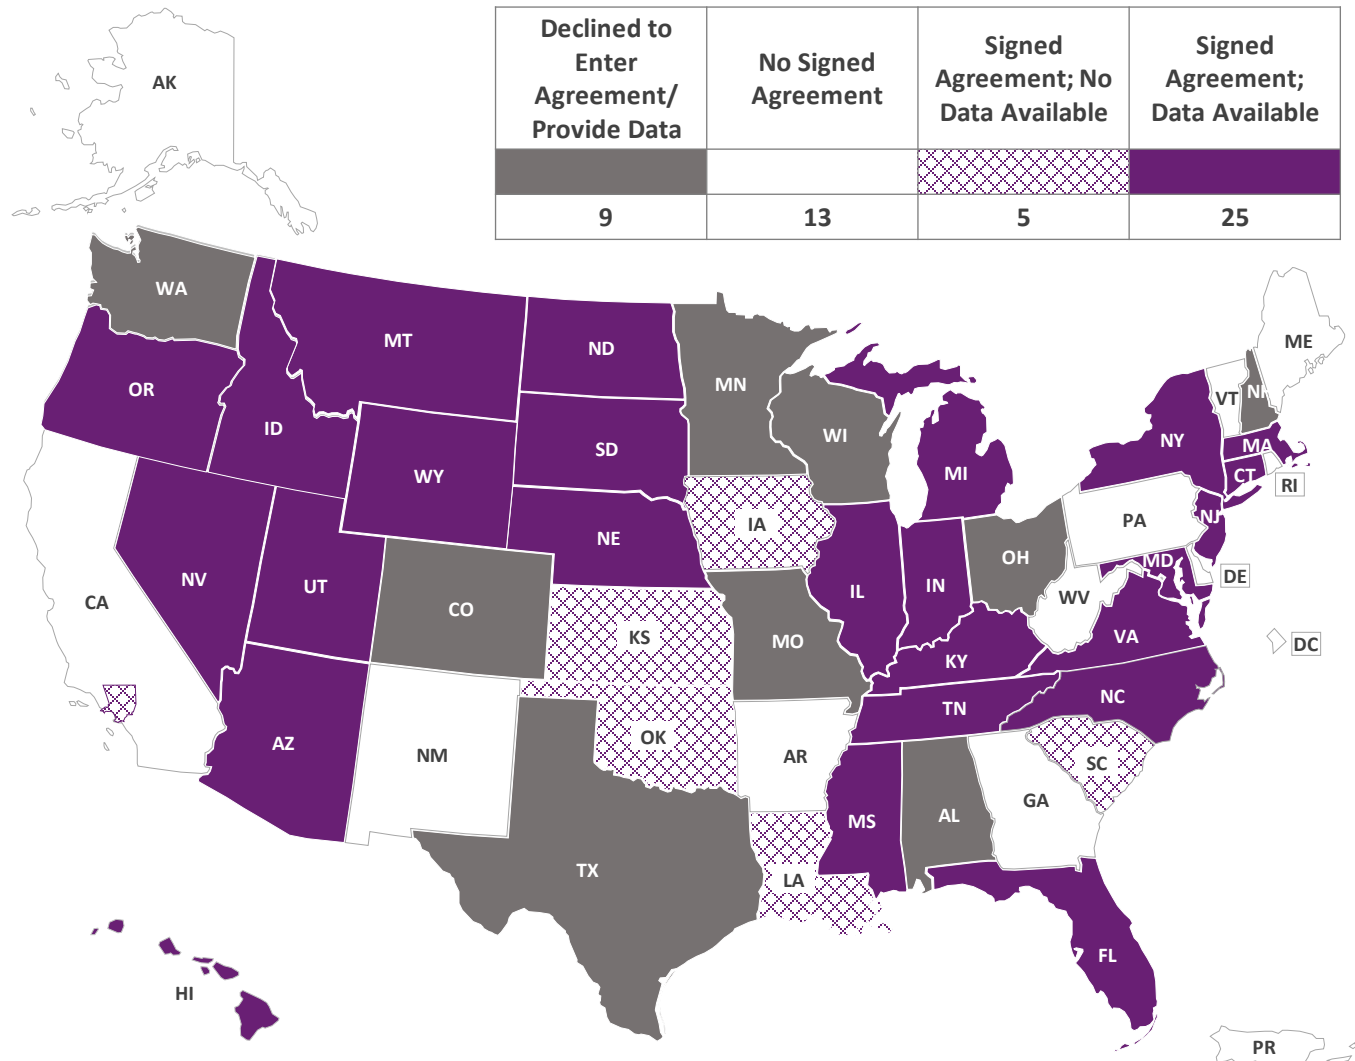 Declined to
Enter
Agreement/
Provide Data
No Signed
Agreement
Signed
Agreement; No
Data Available
Signed
Agreement;
Data Available
9 13 5 25
AK
WA
MT
ND
MN
ME
OR
ID
WY
SD
WI
MI
NY
VT
NH
MA
CT
RI
IA
NE
PA
NJ
NV
UT
CO
IL
IN
OH
MD
DE
CA
KS
MO
WV
VA
DC
KY
AZ
NM
OK
AR
TN
NC
SC
MS
AL
GA
TX
LA
FL
HI
PR